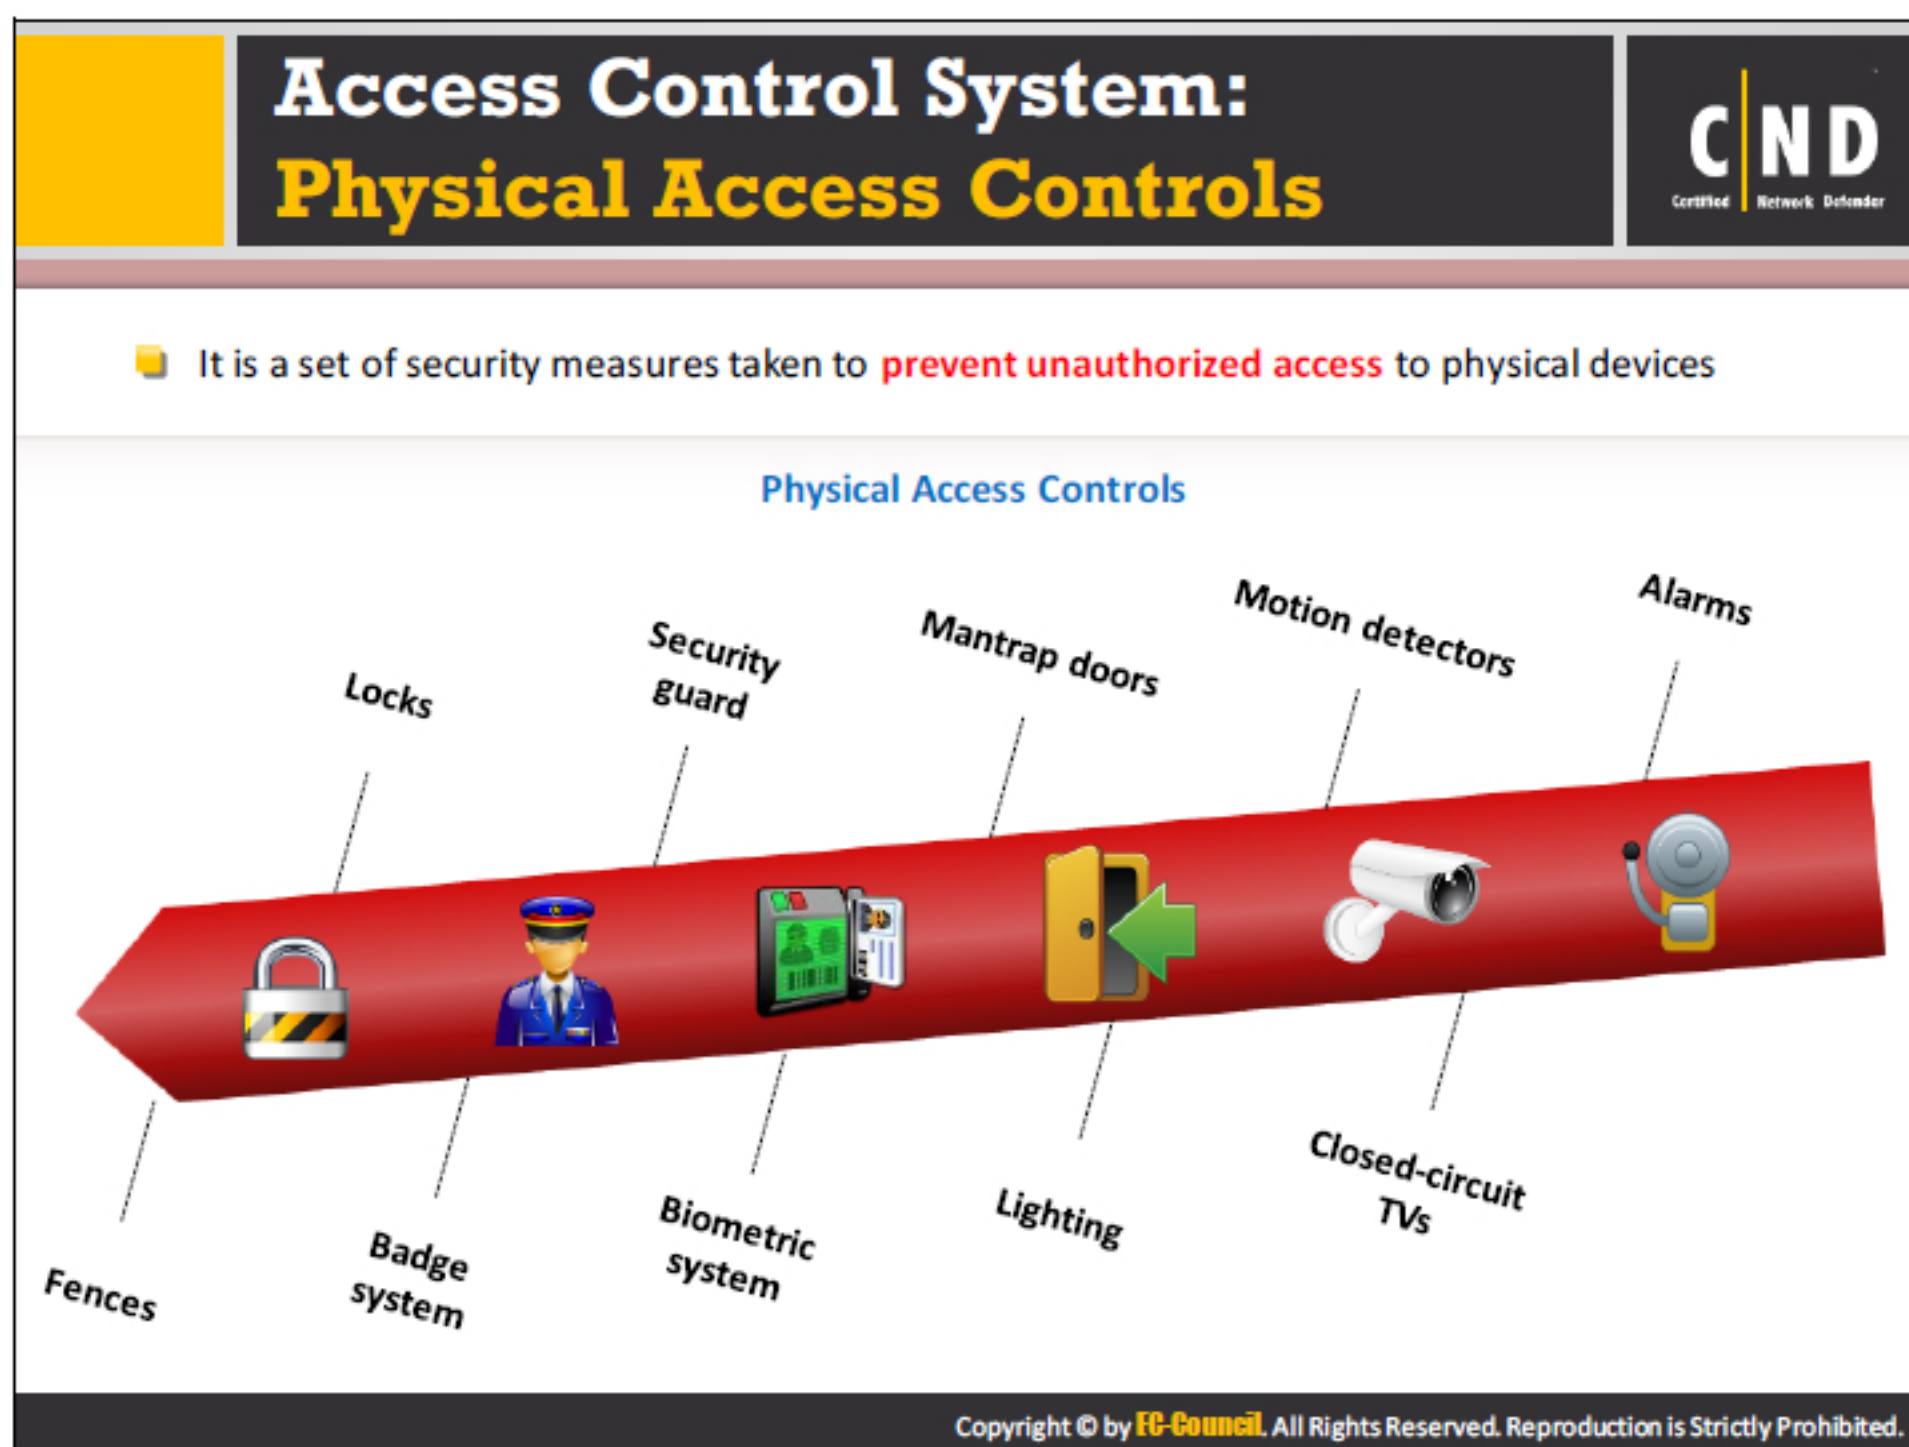 Access Control System:
Physical Access Controls
C ND
Certified Network Defender
It is a set of security measures taken to prevent unauthorized access to physical devices
Physical Access Controls
Locks
Security
guard
Mantrap doors
Motion detectors
Alarms
Fences
Badge
system
Biometric
system
Lighting
Closed-circuit
TVs
Copyright © by EC-Council. All Rights Reserved. Reproduction is Strictly Prohibited.